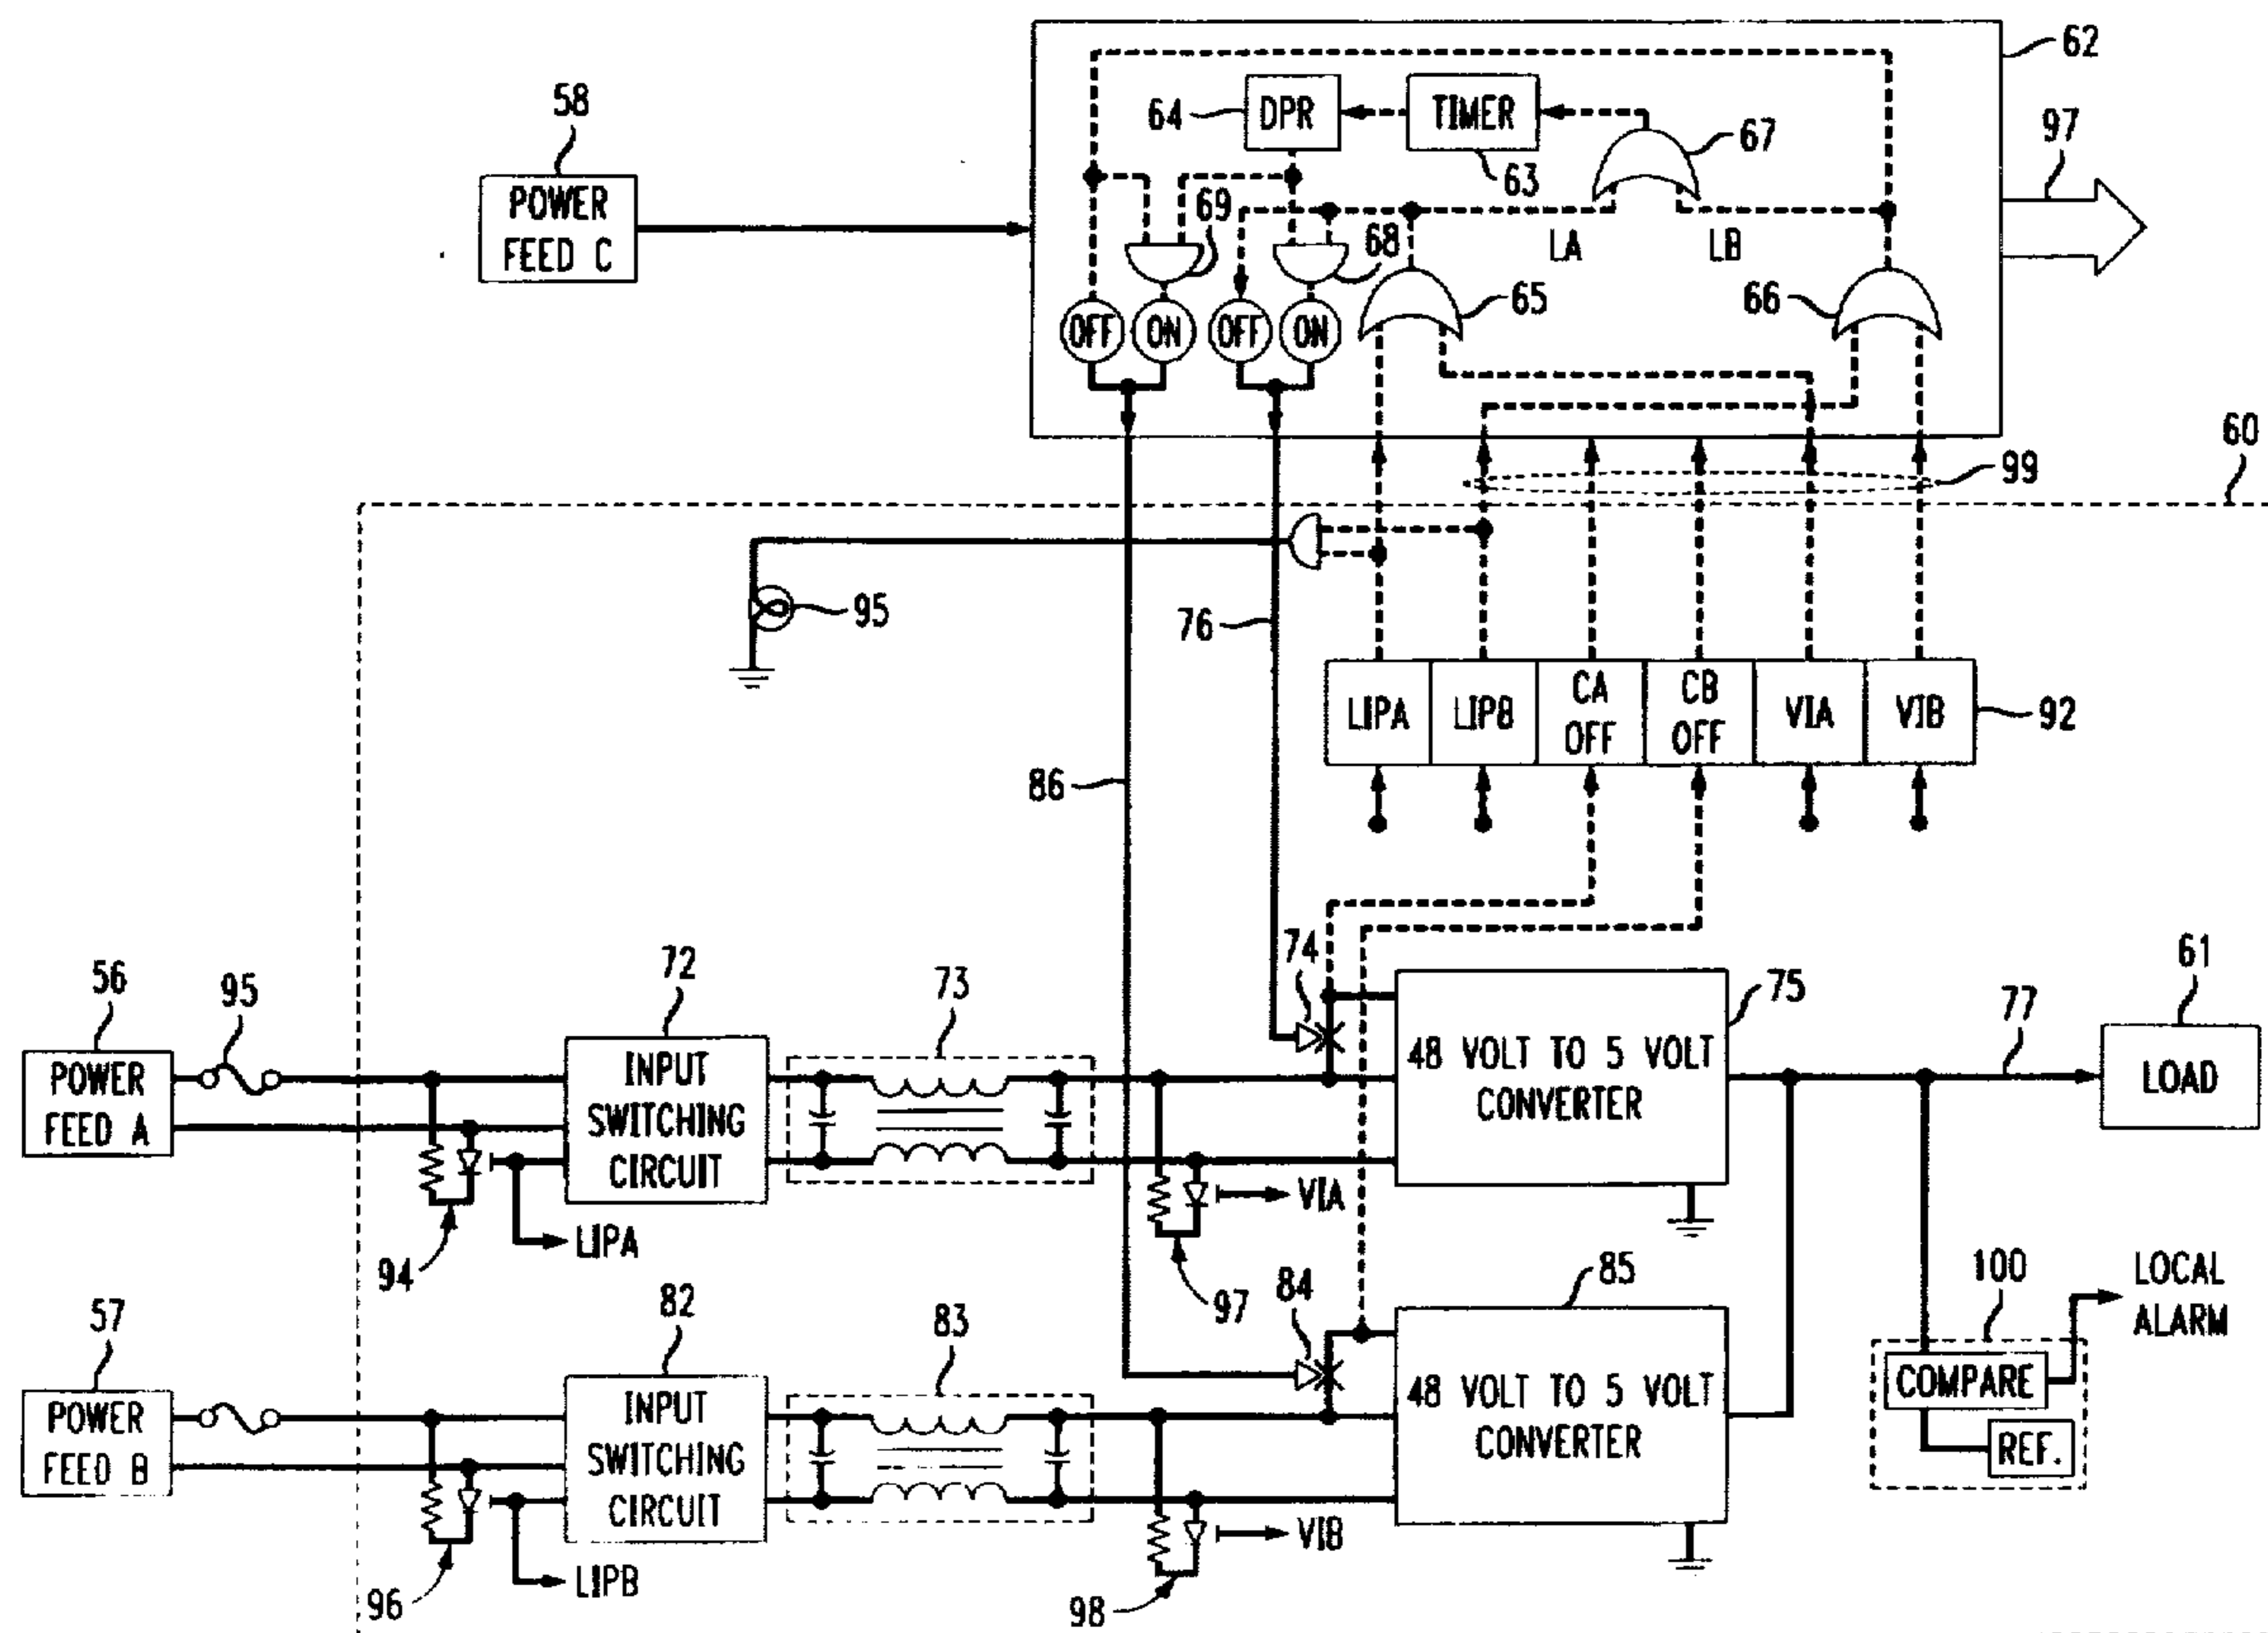 62
58
POWER
FEED C
64
DPR
TIMER
63
67
97
69
68
LA
LB
65
66
OFF
ON
OFF
ON
60
99
95
76
86
LIPA
LIPB
CA
OFF
CB
OFF
VIA
VIB
92
56
95
72
73
74
75
77
61
POWER
FEED A
INPUT
SWITCHING
CIRCUIT
48 VOLT TO 5 VOLT
CONVERTER
LOAD
94
LIPA
VIA
97
57
82
83
84
85
100
LOCAL
ALARM
POWER
FEED B
INPUT
SWITCHING
CIRCUIT
48 VOLT TO 5 VOLT
CONVERTER
COMPARE
REF.
96
LIPB
VIB
98